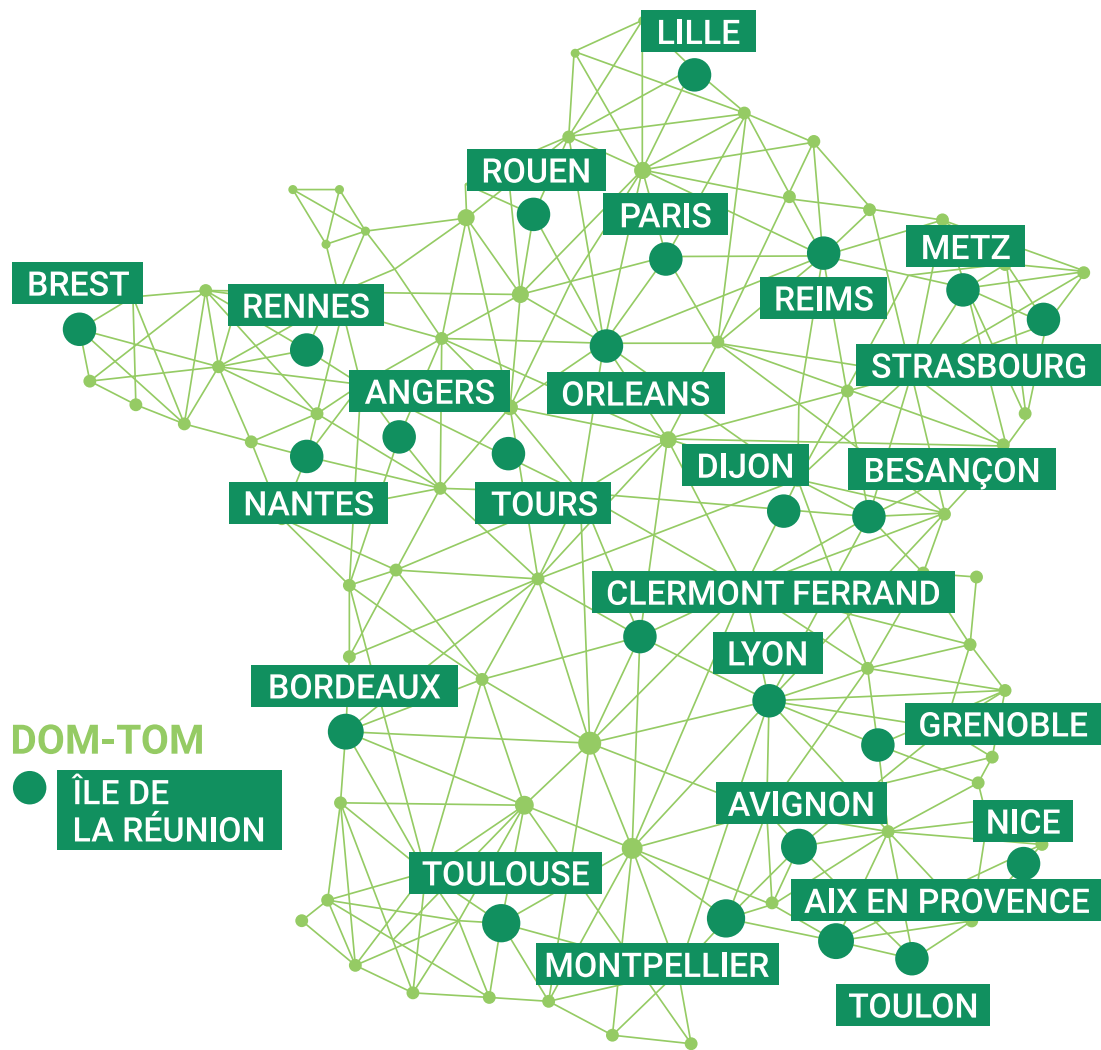 LILLE
ROUEN
PARIS
METZ
BREST
RENNES
REIMS
STRASBOURG
ANGERS
ORLEANS
DIJON
BESANÇON
NANTES
TOURS
CLERMONT FERRAND
LYON
BORDEAUX
GRENOBLE
DOM-TOM
ÎLE DE
LA RÉUNION
AVIGNON
NICE
TOULOUSE
AIX EN PROVENCE
MONTPELLIER
TOULON